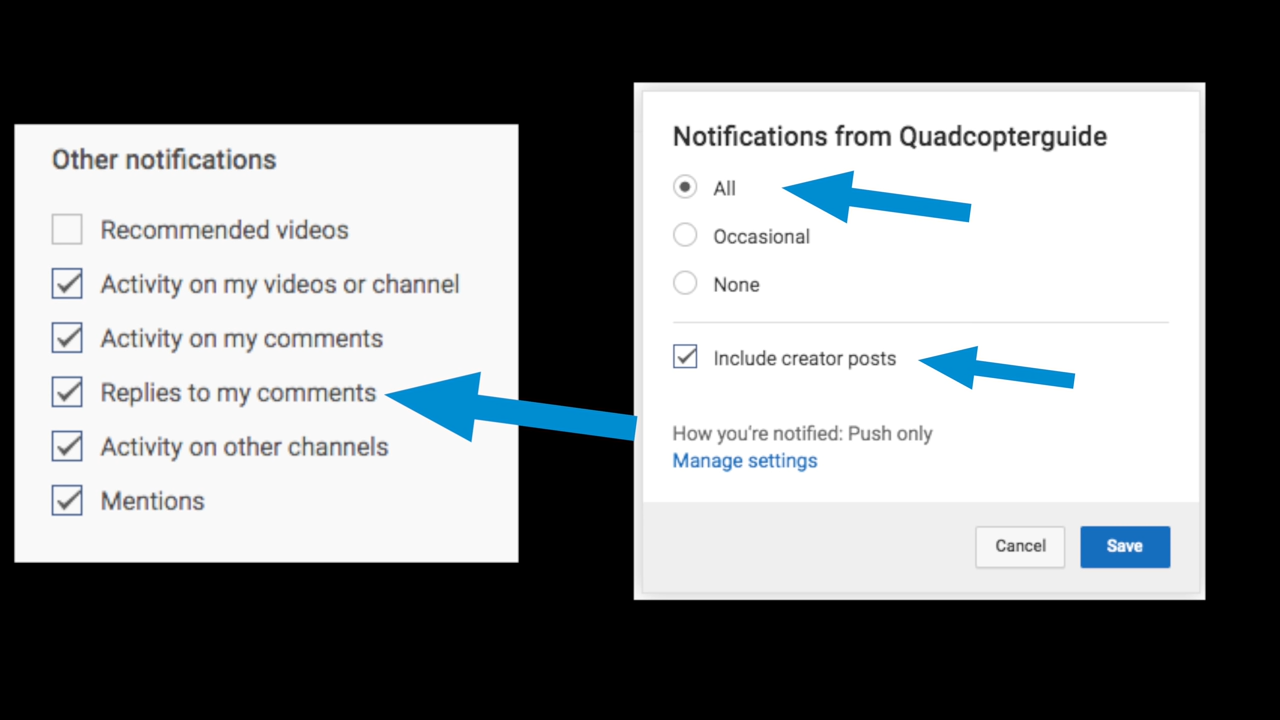 Other notifications
Recommended videos
Activity on my videos or channel
Activity on my comments
Replies to my comments
Activity on other channels
Mentions
Notifications from Quadcopterguide
All
Occasional
None
Include creator posts
How you're notified: Push only
Manage settings
Cancel
Save